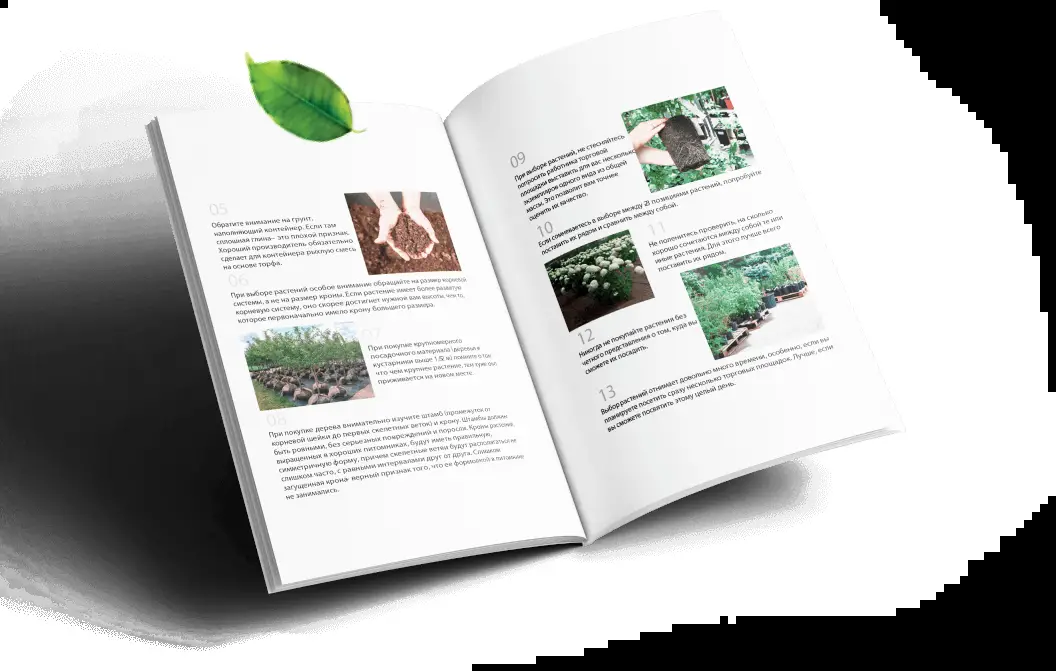 05
Обратите внимание на грунт,
наполняющий контейнер. Если там
сплошная глина– это плохой признак.
Хороший производитель обязательно
сделает для контейнера рыхлую смесь
на основе торфа.
06
При выборе растений особое внимание обращайте на размер корневой
системы, а не на размер кроны. Если растение имеет более развитую
корневую систему, оно скорее достигнет нужной вам высоты, чем то,
которое первоначально имело крону большего размера.
07
При покупке крупномерного
посадочного материала (деревья и
кустарники свыше 1,5 м) помните о том
что чем крупнее растение, тем хуже оно
приживается на новом месте.
08
При покупке дерева внимательно изучите штамб (промежуток от
корневой шейки до первых скелетных веток) и крону. Штамбы должны
быть ровными, без серьезных повреждений и поросли. Кроны растений,
выращенных в хороших питомниках, будут иметь правильную,
симметричную форму, причем скелетные ветки будут располагаться не
слишком часто, с равными интервалами друг от друга. Слишком
загущенная крона- верный признак того, что ее формовкой в питомнике
не занимались.
09
При выборе растений, не стесняйтесь
попросить работника торговой
площадки выставить для вас несколько
экземпляров одного вида из общей
массы. Это позволит вам точнее
оценить их качество.
10
Если сомневаетесь в выборе между 2 позициями растений, попробуйте
поставить их рядом и сравнить между собой.
11
Не поленитесь проверить, на сколько
хорошо сочетаются между собой те или
иные растения. Для этого лучше всего
поставить их рядом.
12
Никогда не покупайте растения без
четкого представления о том, куда вы
сможете их посадить.
13
Выбор растений отнимает довольно много времени, особенно, если вы
планируете посетить сразу несколько торговых площадок. Лучше, если
вы сможете посвятить этому целый день.